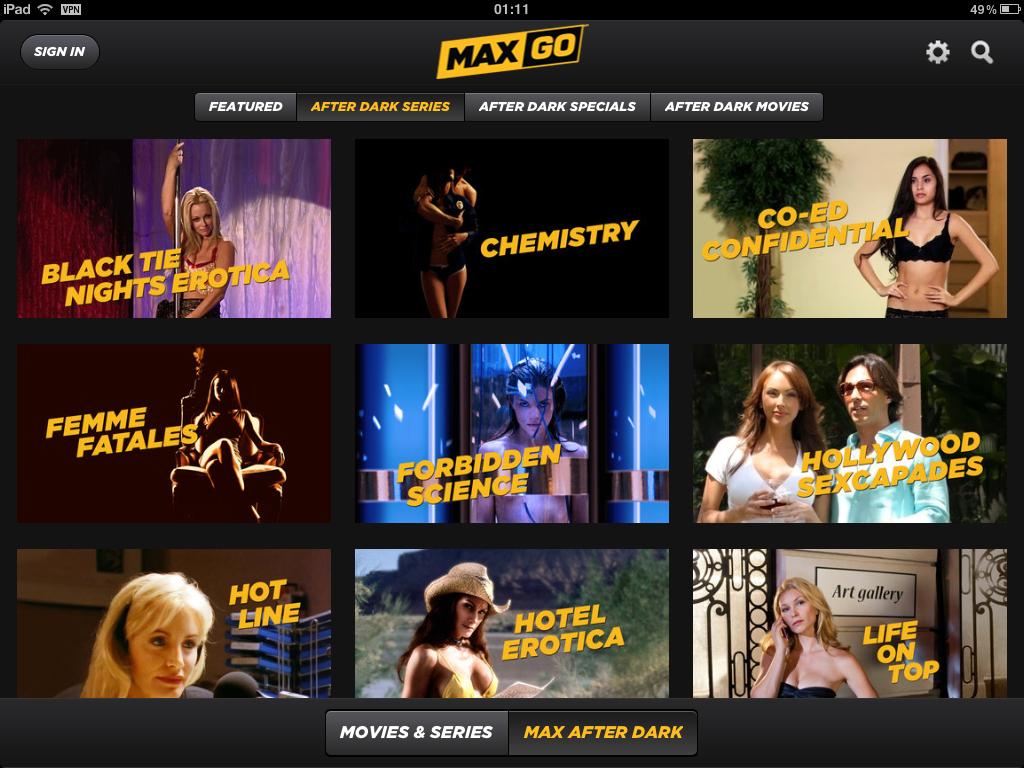 iPad VPN 01:11 49%
SIGN IN
MAX GO
FEATURED AFTER DARK SERIES AFTER DARK SPECIALS AFTER DARK MOVIES
BLACK TIE
NIGHTS EROTICA
CHEMISTRY
CO-ED
CONFIDENTIAL
FEMME
FATALES
FORBIDDEN
SCIENCE
HOLLYWOOD
SEXCAPADES
HOT
LINE
HOTEL
EROTICA
Art gallery
LIFE
ON
TOP
MOVIES & SERIES MAX AFTER DARK